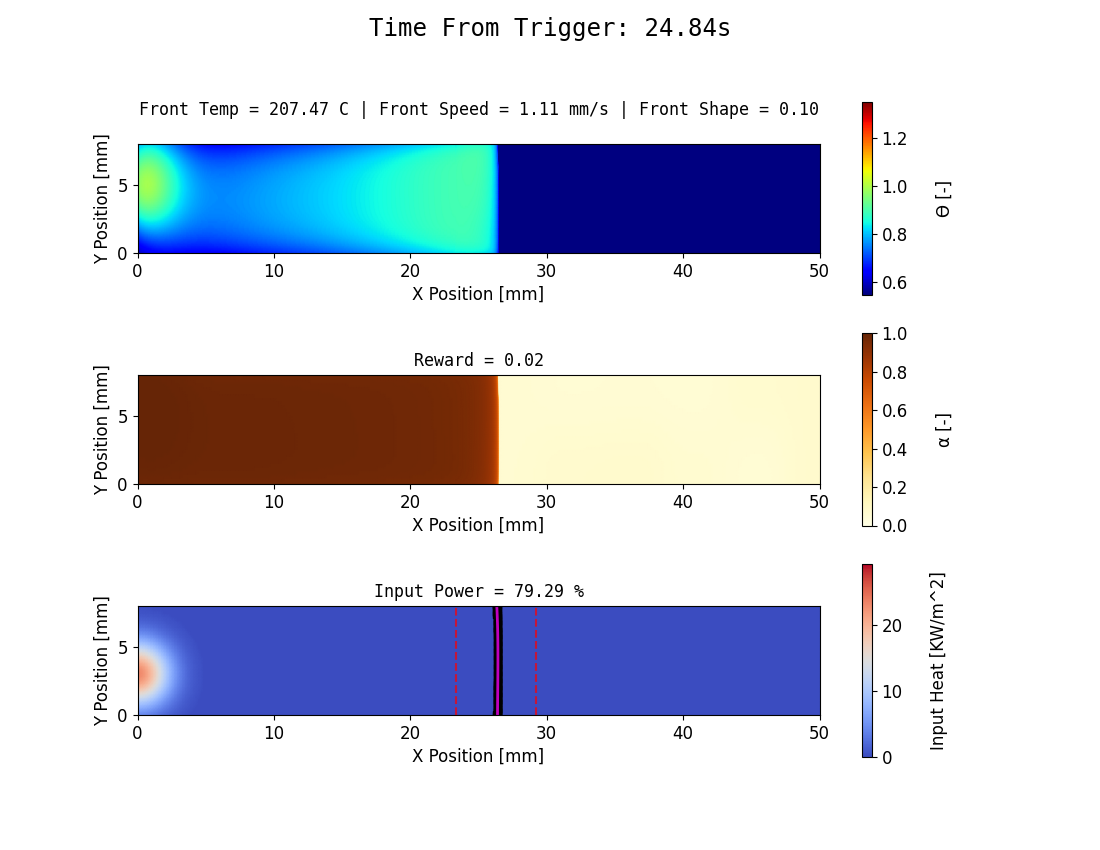 Time From Trigger: 24.84s
Front Temp = 207.47 C | Front Speed = 1.11 mm/s | Front Shape = 0.10
Y Position [mm]
5
0
0 10 20 30 40 50
X Position [mm]
1.2
1.0
0.8
0.6
Θ [-]
Reward = 0.02
Y Position [mm]
5
0
0 10 20 30 40 50
X Position [mm]
1.0
0.8
0.6
0.4
0.2
0.0
α [-]
Input Power = 79.29 %
Y Position [mm]
5
0
0 10 20 30 40 50
X Position [mm]
20
10
0
Input Heat [KW/m^2]